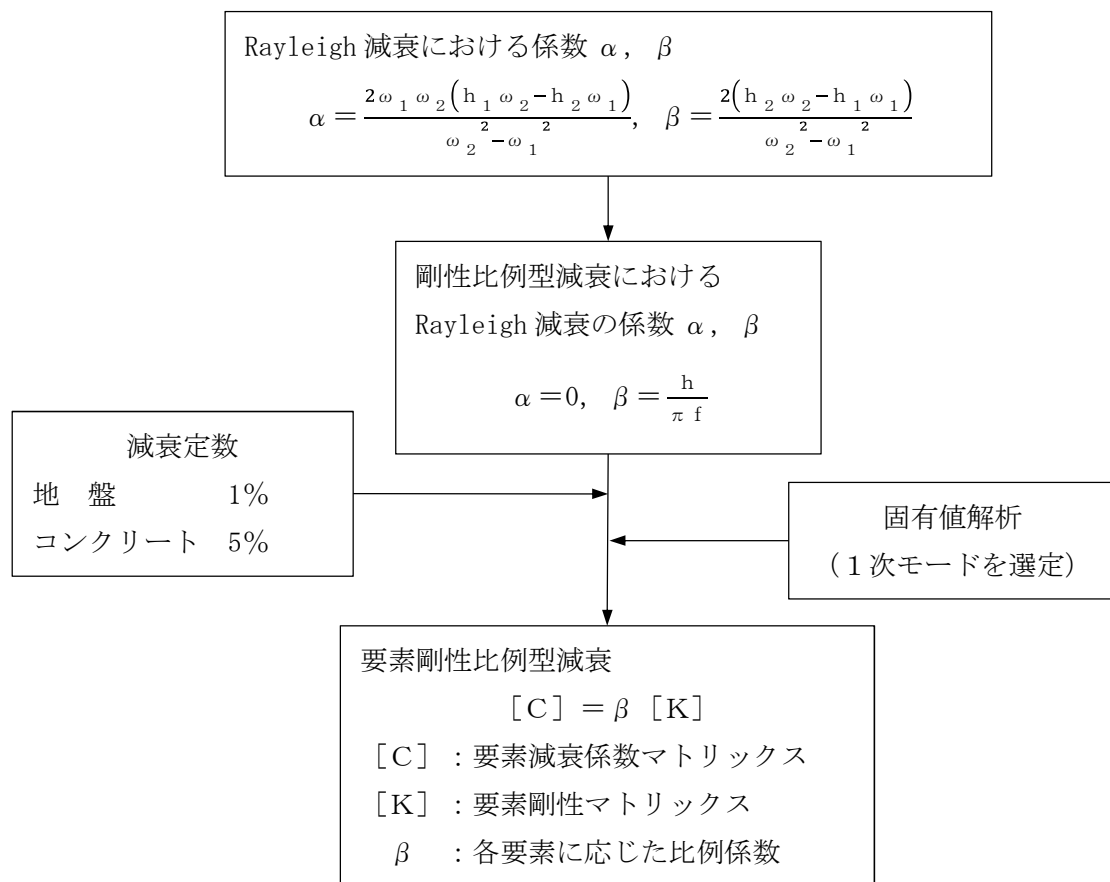 Rayleigh 減衰における係数 α, β
α＝2ω₁ω₂(h₁ω₂−h₂ω₁)/(ω₂²−ω₁²), β＝2(h₂ω₂−h₁ω₁)/(ω₂²−ω₁²)
剛性比例型減衰における
Rayleigh 減衰の係数 α, β
α＝0, β＝h/(πf)
減衰定数
地　盤　1%
コンクリート　5%
固有値解析
（１次モードを選定）
要素剛性比例型減衰
［C］＝β［K］
［C］：要素減衰係数マトリックス
［K］：要素剛性マトリックス
β　：各要素に応じた比例係数